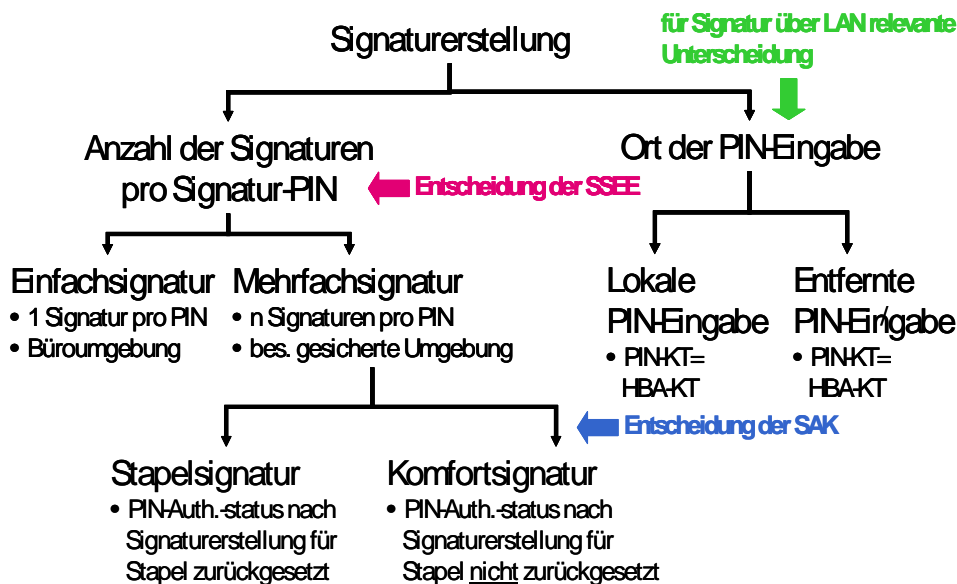 für Signatur über LAN relevante
Unterscheidung
Signaturerstellung
Anzahl der Signaturen
pro Signatur-PIN
Entscheidung der SSEE
Ort der PIN-Eingabe
Einfachsignatur
• 1 Signatur pro PIN
• Büroumgebung
Mehrfachsignatur
• n Signaturen pro PIN
• bes. gesicherte Umgebung
Lokale
PIN-Eingabe
• PIN-KT=
HBA-KT
Entfernte
PIN-Ein/gabe
• PIN-KT=
HBA-KT
Entscheidung der SAK
Stapelsignatur
• PIN-Auth.-status nach
Signaturerstellung für
Stapel zurückgesetzt
Komfortsignatur
• PIN-Auth.-status nach
Signaturerstellung für
Stapel nicht zurückgesetzt